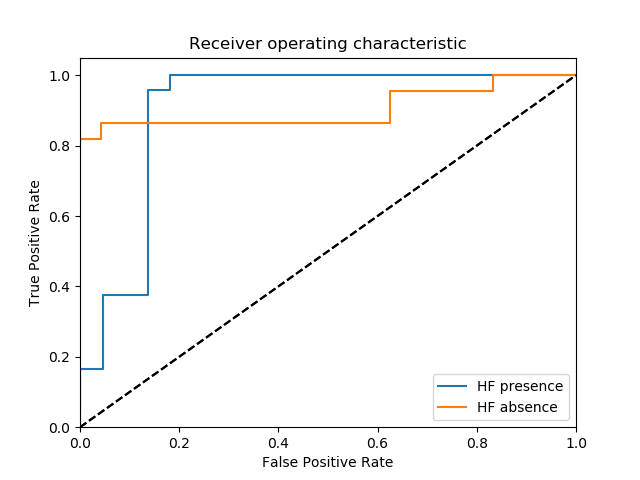 Receiver operating characteristic
True Positive Rate
1.0
0.8
0.6
0.4
0.2
0.0
HF presence
HF absence
0.0 0.2 0.4 0.6 0.8 1.0
False Positive Rate